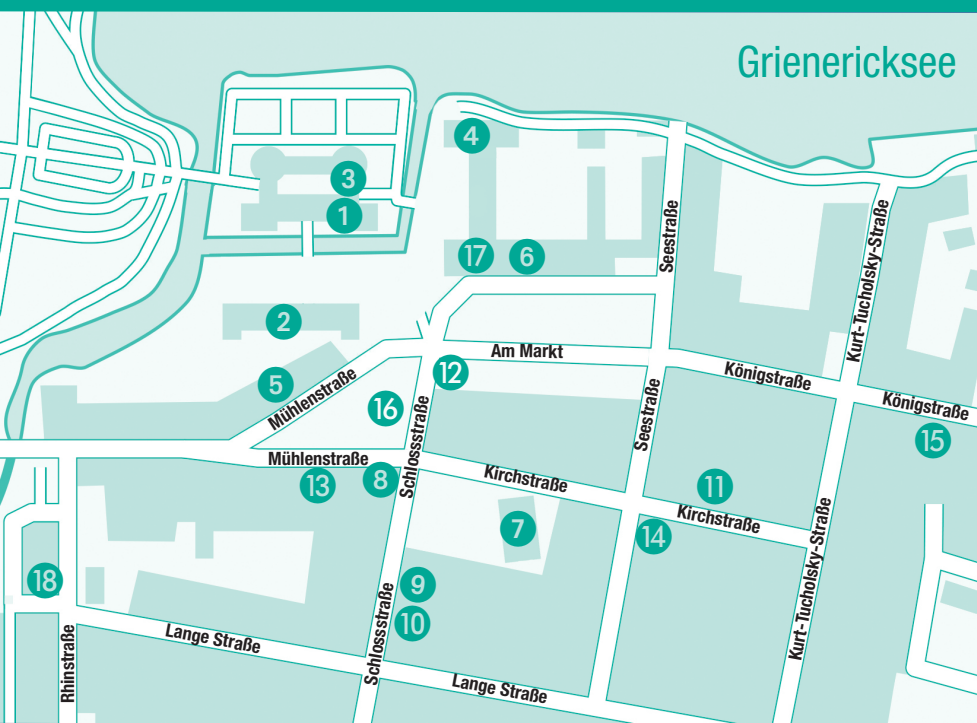 Grienericksee
4
3
1
17
6
Seestraße
Kurt-Tucholsky-Straße
2
Am Markt
12
Königstraße
5
Mühlenstraße
16
Schlossstraße
Seestraße
Königstraße
15
Mühlenstraße
13
8
Kirchstraße
11
Kirchstraße
7
14
18
9
10
Schlossstraße
Kurt-Tucholsky-Straße
Rhinstraße
Lange Straße
Lange Straße